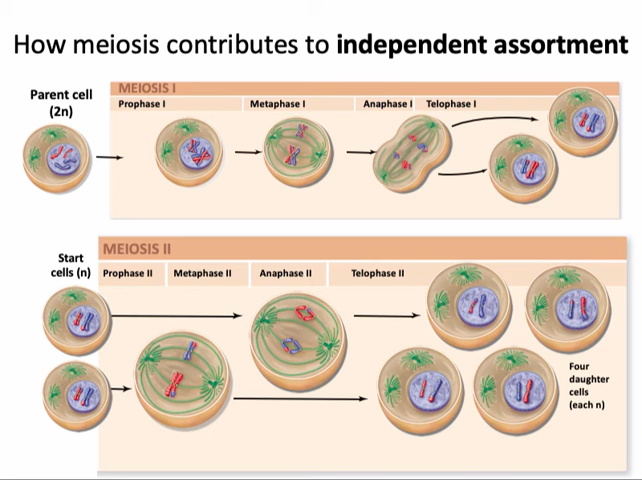 How meiosis contributes to independent assortment
Parent cell
(2n)
MEIOSIS I
Prophase I
Metaphase I
Anaphase I
Telophase I
MEIOSIS II
Start
cells (n)
Prophase II
Metaphase II
Anaphase II
Telophase II
Four
daughter
cells
(each n)